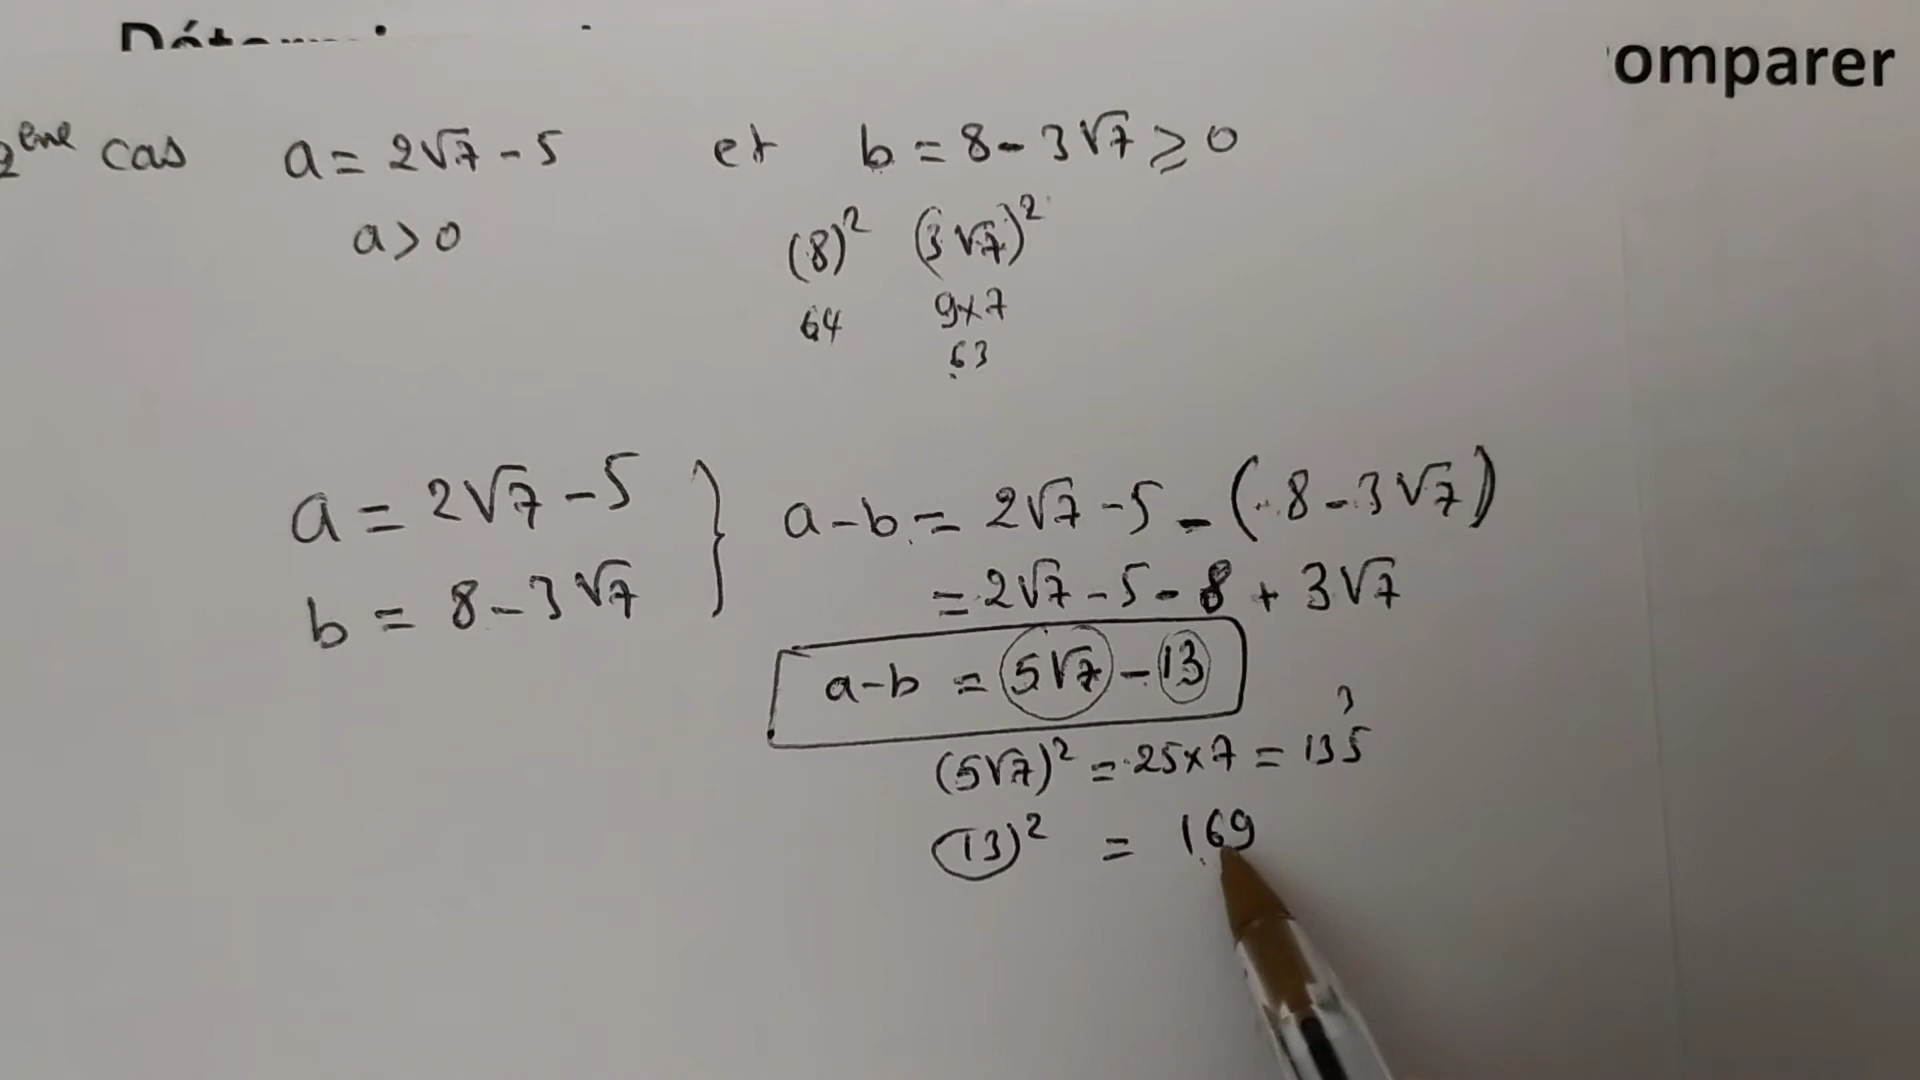 omparer
2ème cas a = 2√7 - 5 et b = 8 - 3√7 ≥ 0
a > 0
(8)² (3√7)²
64 9×7
63
a = 2√7 - 5
b = 8 - 3√7
a - b = 2√7 - 5 - (8 - 3√7)
= 2√7 - 5 - 8 + 3√7
a - b = 5√7 - 13
3
(5√7)² = 25×7 = 135
(13)² = 169